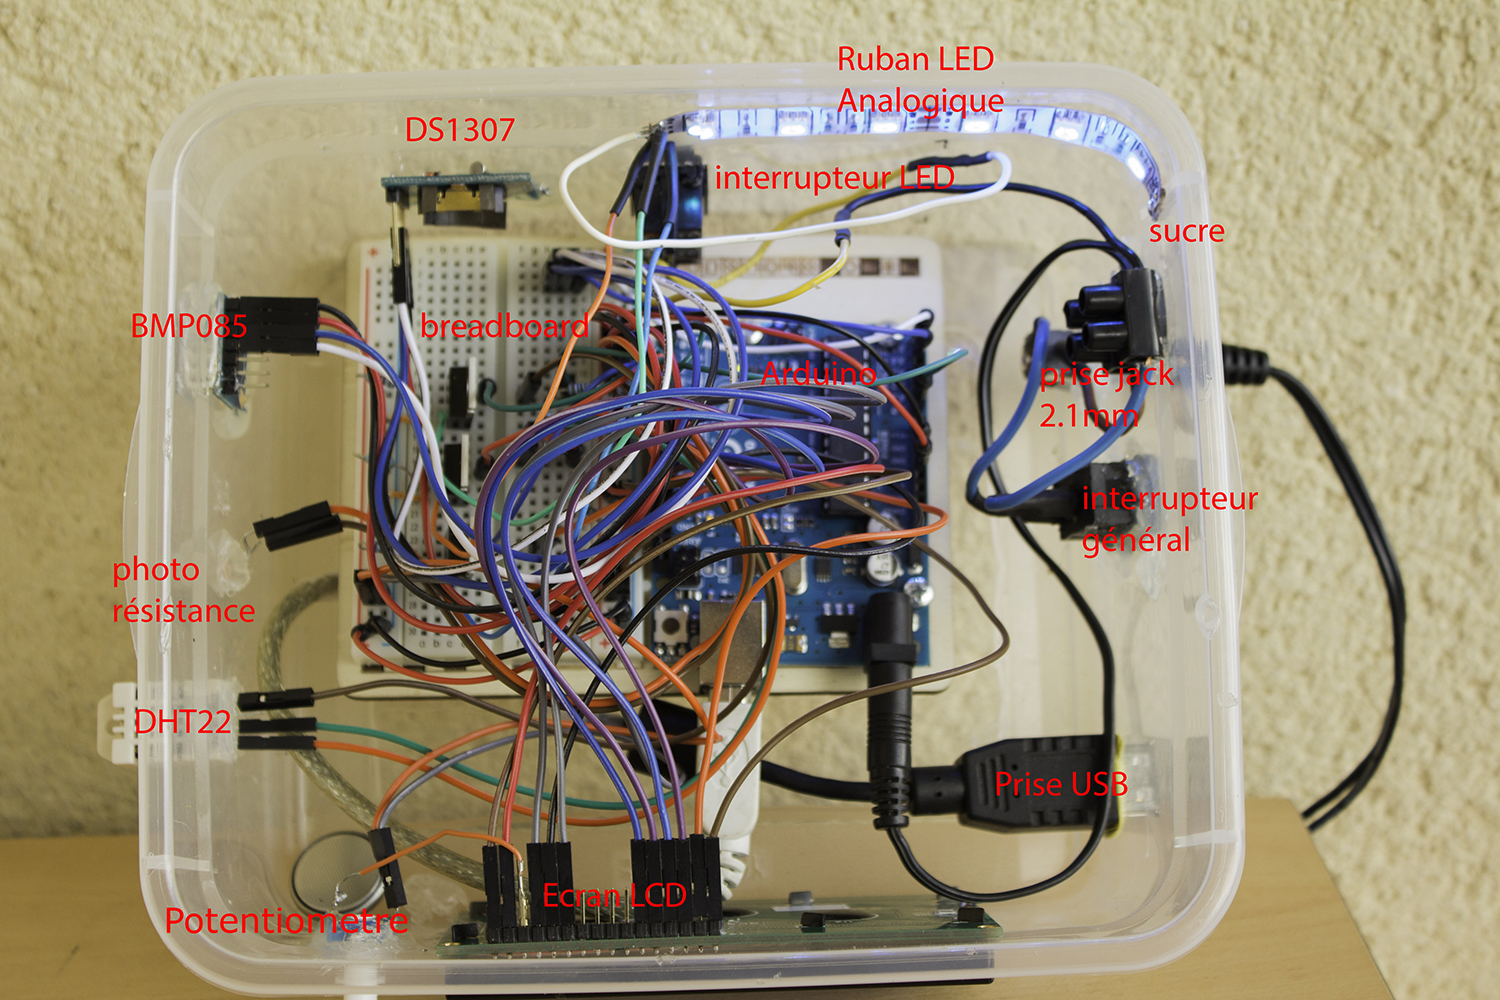 Ruban LED
Analogique
DS1307
interrupteur LED
sucre
BMP085
breadboard
Arduino
prise jack
2.1mm
interrupteur
général
photo
résistance
DHT22
Prise USB
Ecran LCD
Potentiometre